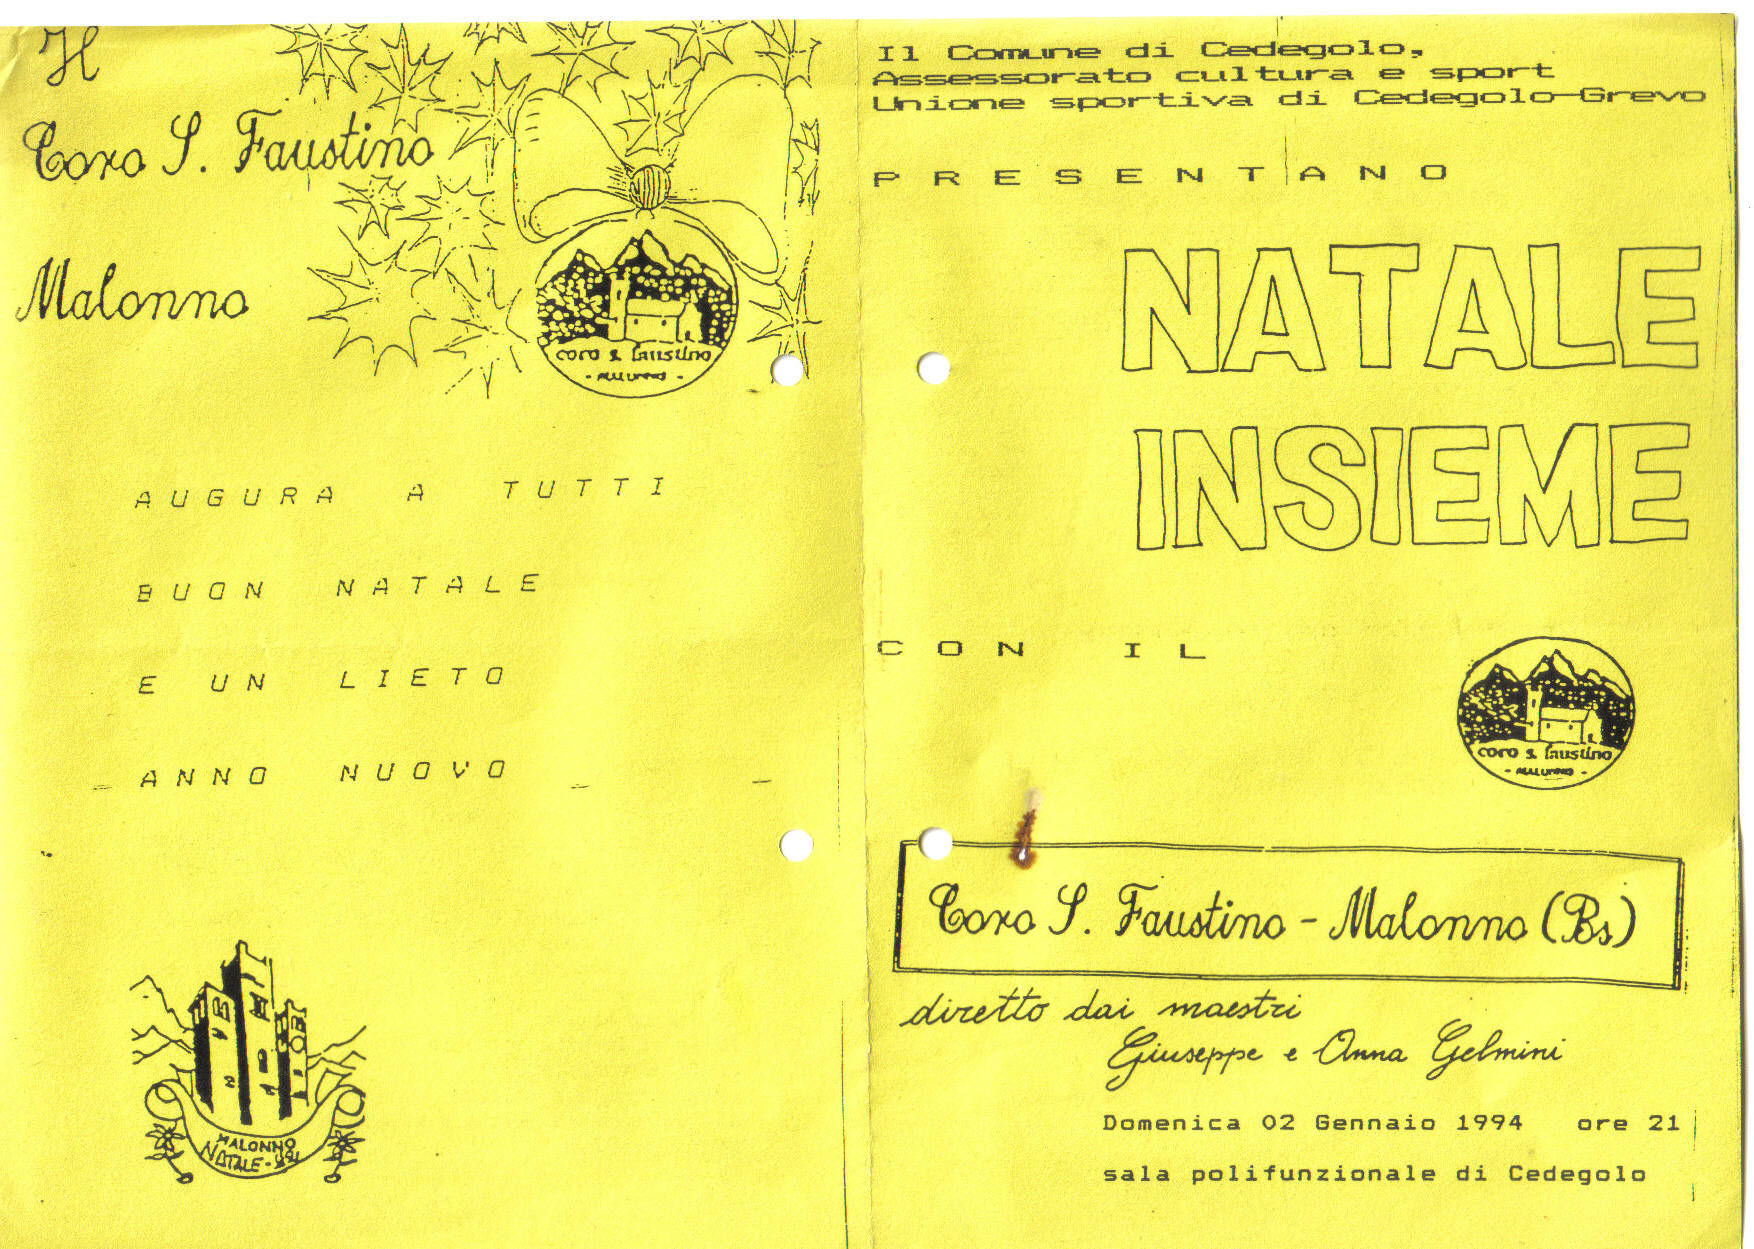 Il
Coro S. Faustino
Malonno
coro s. faustino
- MALONNO -
AUGURA A TUTTI
BUON NATALE
E UN LIETO
ANNO NUOVO
MALONNO
NATALE -
Il Comune di Cedegolo,
Assessorato cultura e sport
Unione sportiva di Cedegolo-Grevo
PRESENTANO
NATALE
INSIEME
CON IL
coro s. faustino
- MALONNO -
Coro S. Faustino - Malonno (Bs)
diretto dai maestri
Giuseppe e Anna Gelmini
Domenica 02 Gennaio 1994 ore 21
sala polifunzionale di Cedegolo